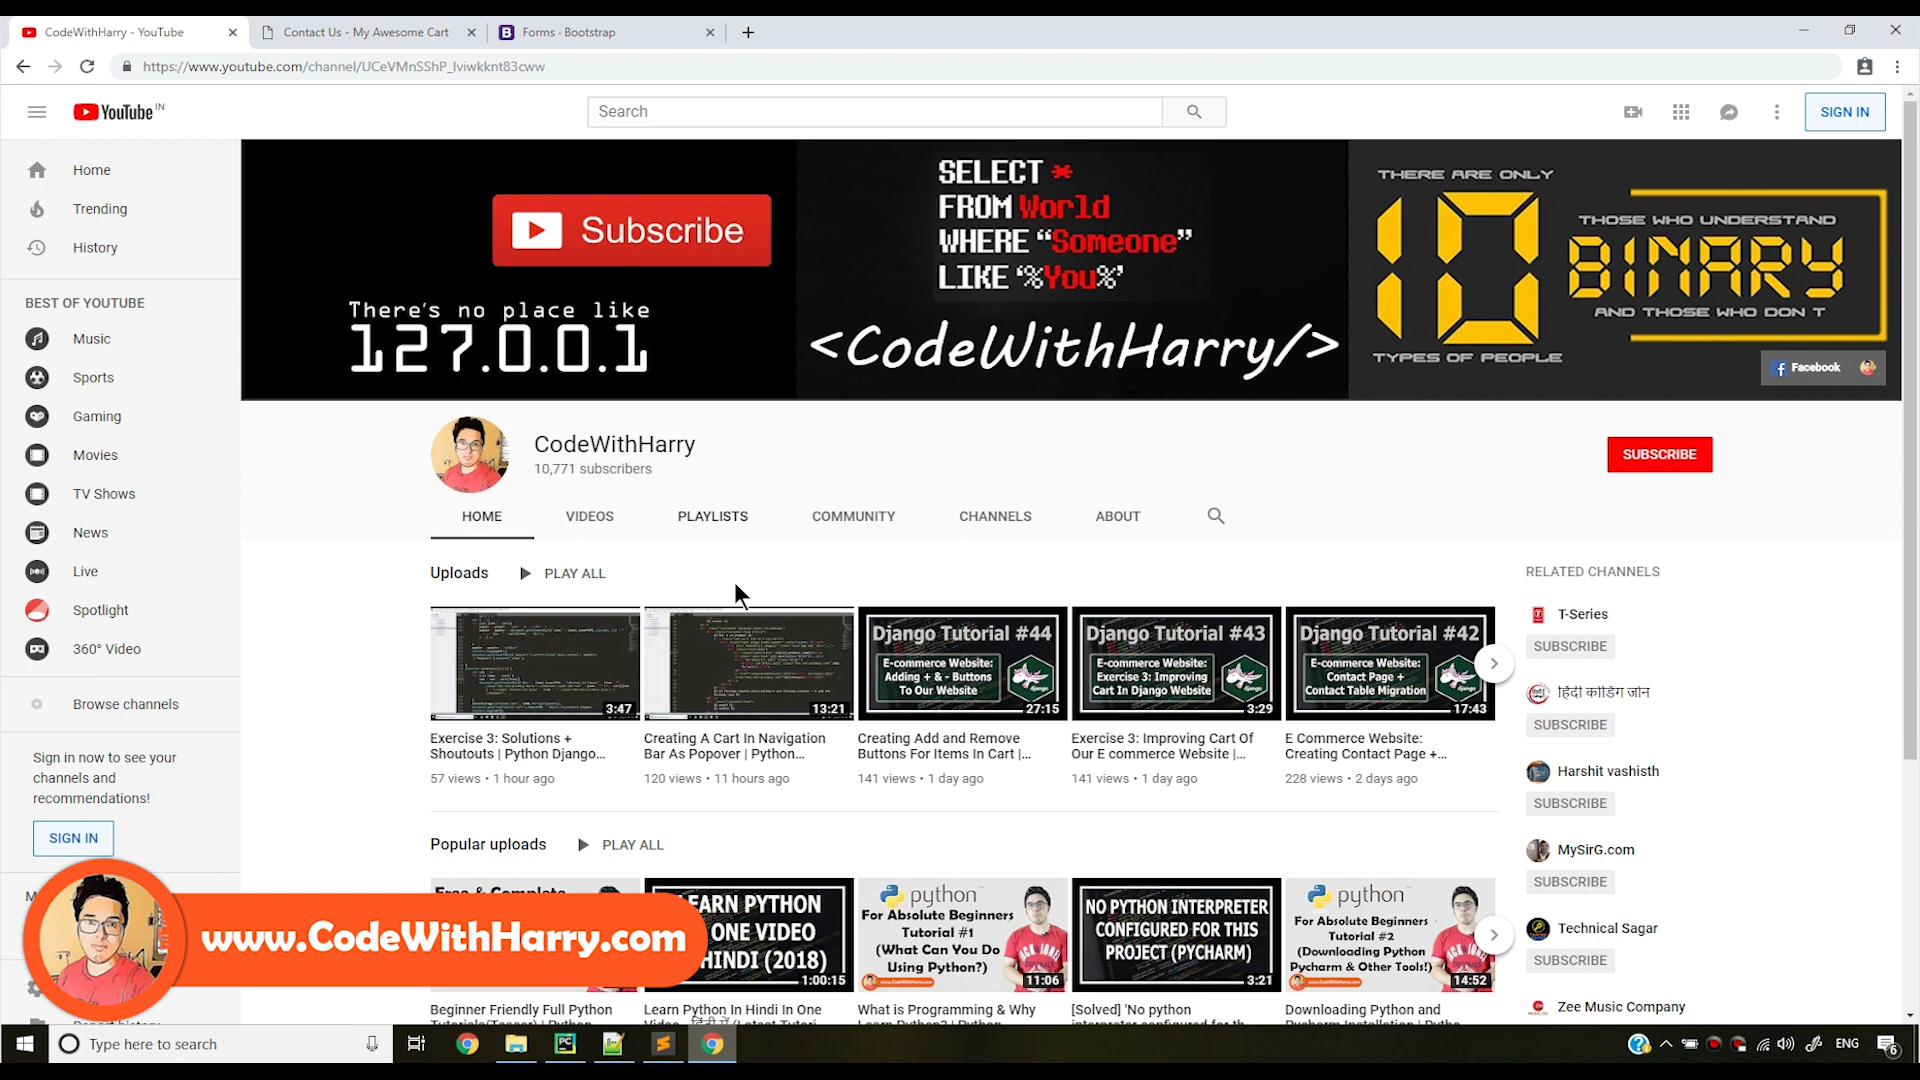 CodeWithHarry - YouTube
Contact Us - My Awesome Cart
Forms · Bootstrap
https://www.youtube.com/channel/UCeVMnSShP_Iviwkknt83cww
YouTube IN
Search
SIGN IN
Home
Trending
History
BEST OF YOUTUBE
Music
Sports
Gaming
Movies
TV Shows
News
Live
Spotlight
360° Video
Browse channels
Sign in now to see your
channels and
recommendations!
SIGN IN
Subscribe
There's no place like
127.0.0.1
SELECT *
FROM World
WHERE “Someone”
LIKE ‘%You%’
<CodeWithHarry/>
THERE ARE ONLY
10
TYPES OF PEOPLE
THOSE WHO UNDERSTAND
BINARY
AND THOSE WHO DON T
Facebook
CodeWithHarry
10,771 subscribers
SUBSCRIBE
HOME
VIDEOS
PLAYLISTS
COMMUNITY
CHANNELS
ABOUT
Uploads
PLAY ALL
3:47
Exercise 3: Solutions +
Shoutouts | Python Django...
57 views • 1 hour ago
13:21
Creating A Cart In Navigation
Bar As Popover | Python...
120 views • 11 hours ago
Django Tutorial #44
E-commerce Website:
Adding + & - Buttons
To Our Website
django
27:15
Creating Add and Remove
Buttons For Items In Cart |...
141 views • 1 day ago
Django Tutorial #43
E-commerce Website:
Exercise 3: Improving
Cart In Django Website
django
3:29
Exercise 3: Improving Cart Of
Our E commerce Website |...
141 views • 1 day ago
Django Tutorial #42
E-commerce Website:
Contact Page +
Contact Table Migration
17:43
E Commerce Website:
Creating Contact Page +...
228 views • 2 days ago
Popular uploads
PLAY ALL
Beginner Friendly Full Python
EARN PYTHON
ONE VIDEO
HINDI (2018)
1:00:15
Learn Python In Hindi In One
python
For Absolute Beginners
Tutorial #1
(What Can You Do
Using Python?)
11:06
What is Programming & Why
NO PYTHON INTERPRETER
CONFIGURED FOR THIS
PROJECT (PYCHARM)
3:21
[Solved] 'No python
python
For Absolute Beginners
Tutorial #2
(Downloading Python
Pycharm & Other Tools!)
14:52
Downloading Python and
RELATED CHANNELS
T-Series
SUBSCRIBE
हिंदी कोडिंग जोन
SUBSCRIBE
Harshit vashisth
SUBSCRIBE
MySirG.com
SUBSCRIBE
Technical Sagar
SUBSCRIBE
Zee Music Company
www.CodeWithHarry.com
Type here to search
ENG
6